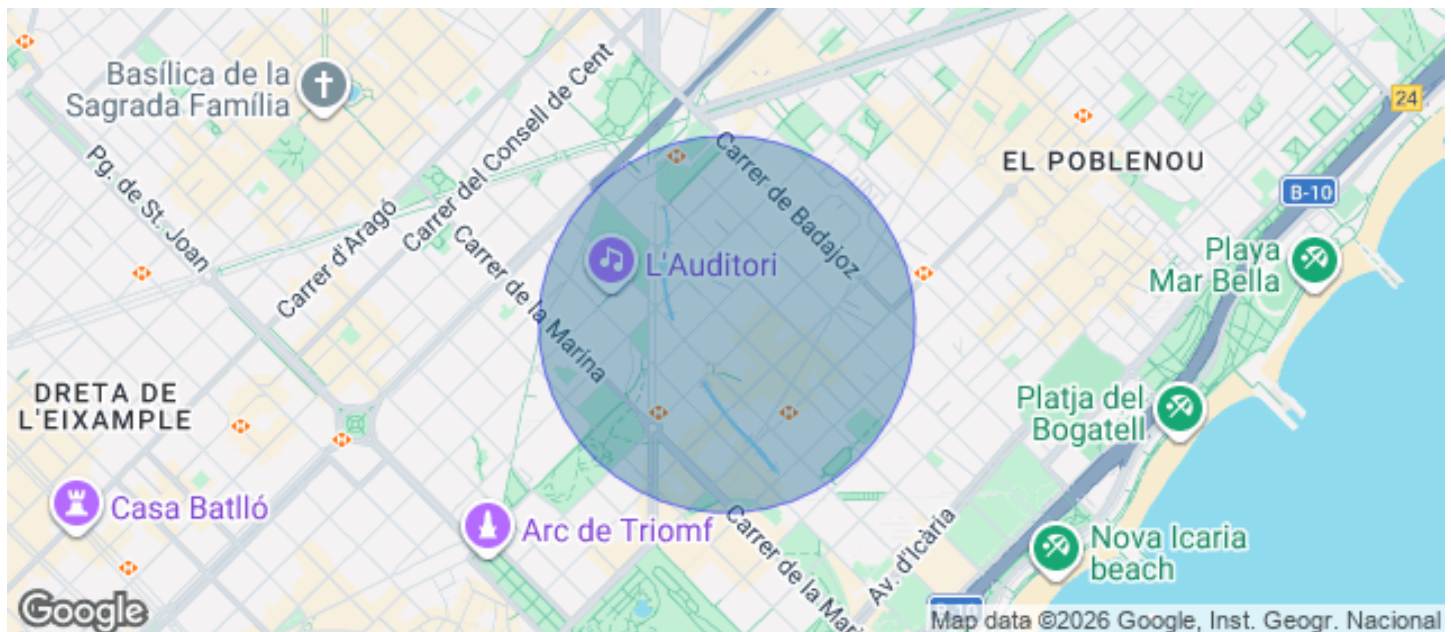 Basílica de la
Sagrada Família
Carrer del Consell de Cent
24
Carrer de Badajoz
EL POBLENOU
B-10
Pg. de St. Joan
Carrer d'Aragó
Carrer de la Marina
L'Auditori
Playa
Mar Bella
DRETA DE
L'EIXAMPLE
Platja del
Bogatell
Casa Batlló
Arc de Triomf
Carrer de la Mari
Av. d'Icària
Nova Icaria
beach
Google
B-10
Map data ©2026 Google, Inst. Geogr. Nacional